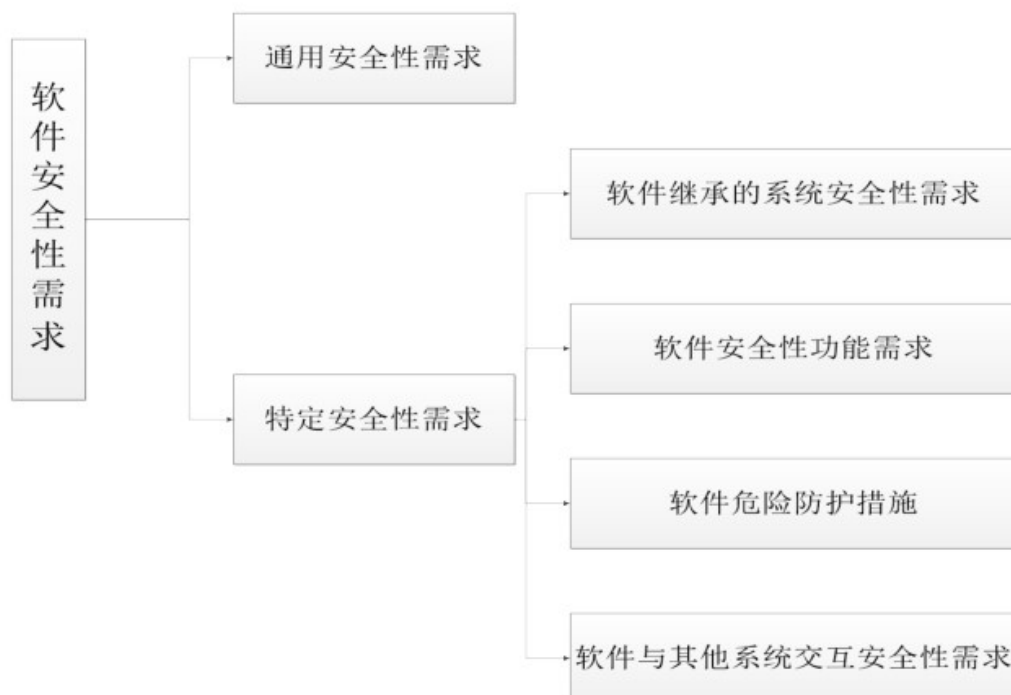 软件安全性需求
通用安全性需求
特定安全性需求
软件继承的系统安全性需求
软件安全性功能需求
软件危险防护措施
软件与其他系统交互安全性需求